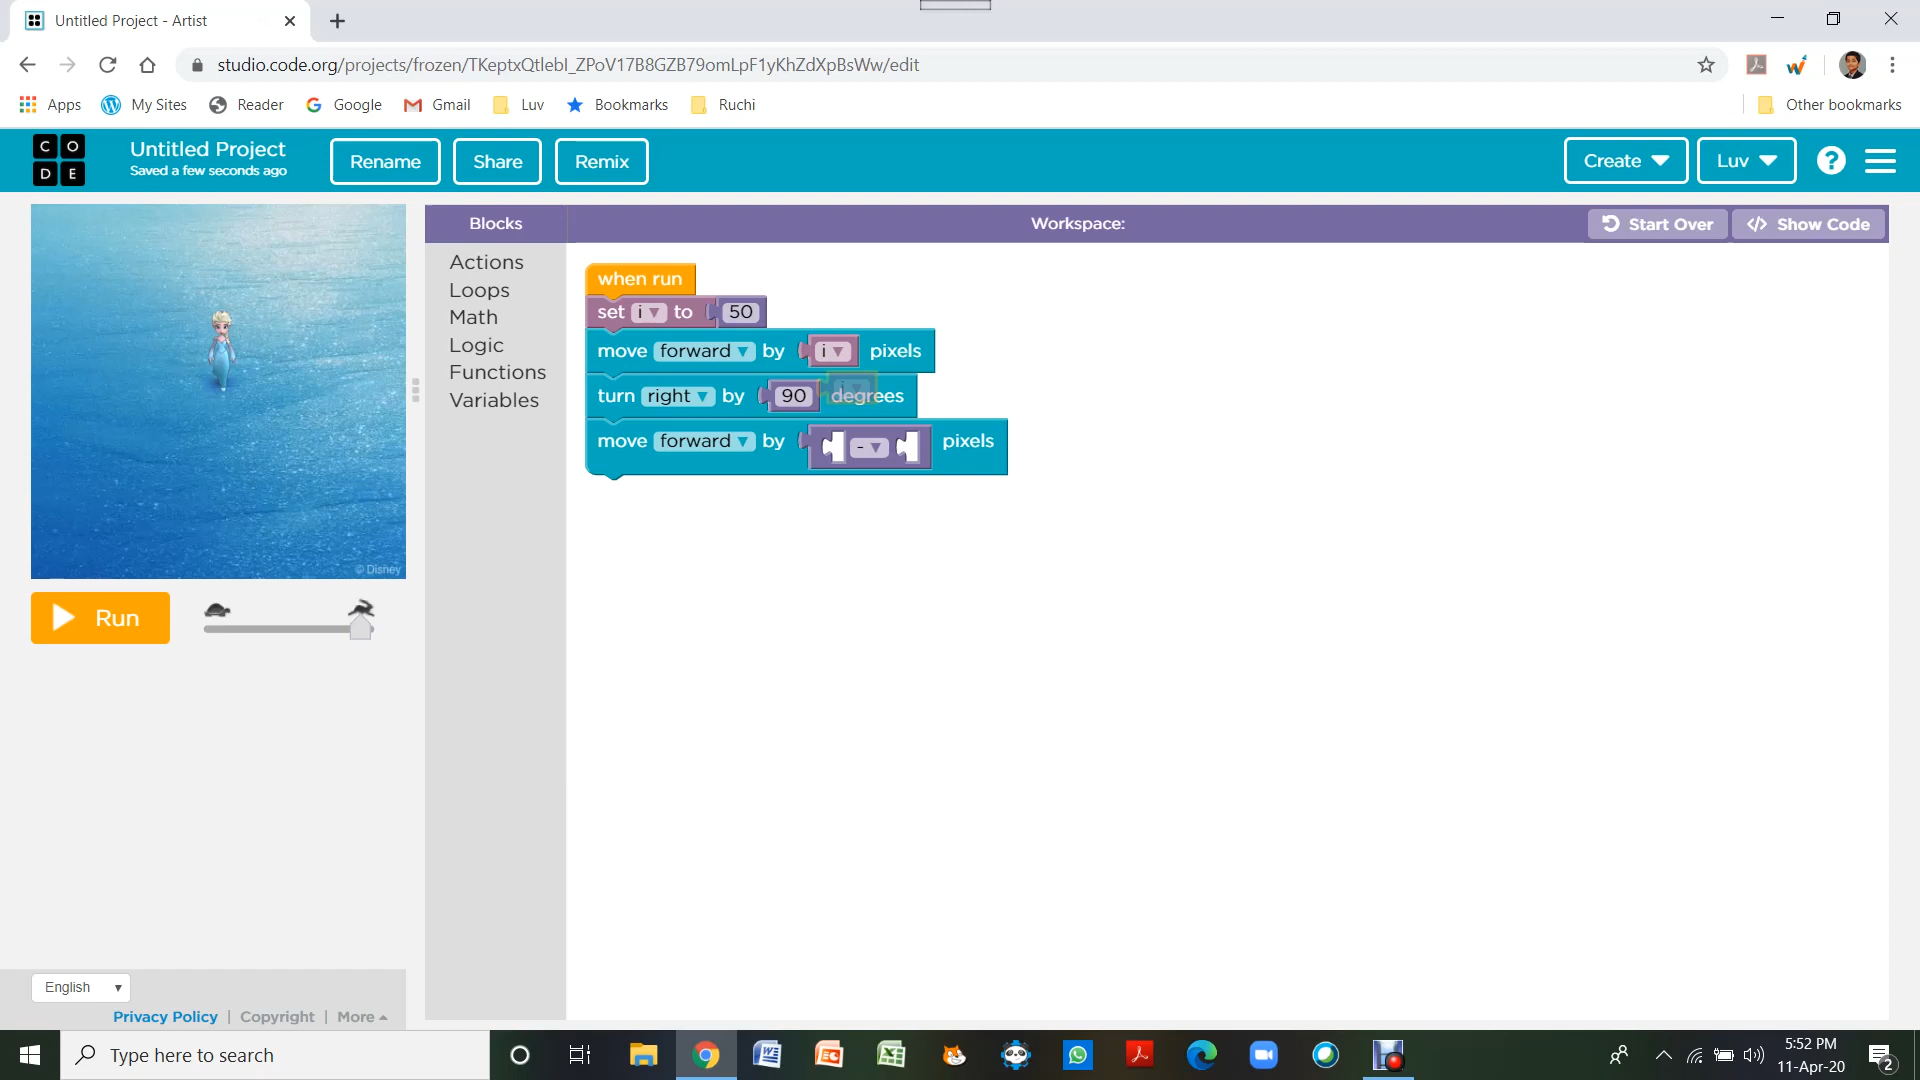 Untitled Project - Artist
studio.code.org/projects/frozen/TKeptxQtlebI_ZPoV17B8GZB79omLpF1yKhZdXpBsWw/edit
Apps My Sites Reader Google Gmail Luv Bookmarks Ruchi Other bookmarks
C O D E
Untitled Project
Saved a few seconds ago
Rename Share Remix Create Luv ?
Blocks Workspace: Start Over Show Code
Actions
Loops
Math
Logic
Functions
Variables
when run
set i to 50
move forward by i pixels
turn right by 90 degrees
move forward by - pixels
© Disney
Run
English
Privacy Policy | Copyright | More
Type here to search
5:52 PM
11-Apr-20
2